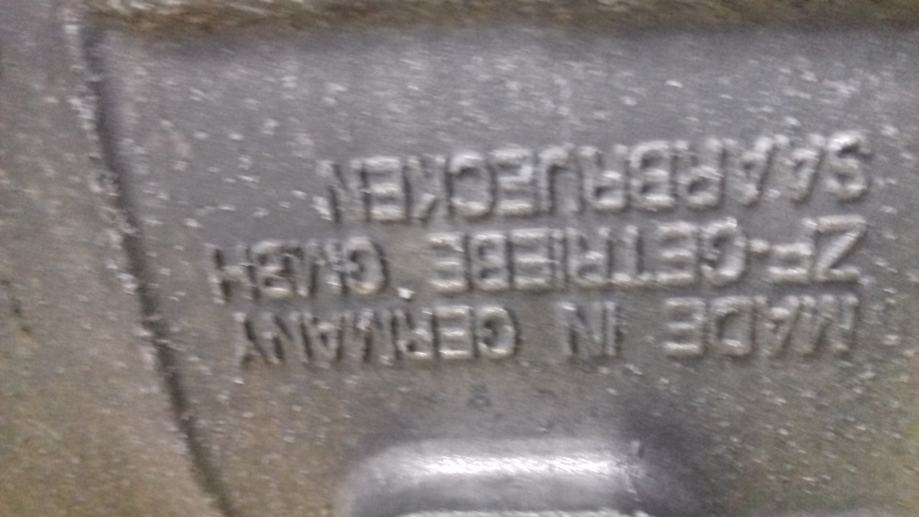 MADE IN GERMANY
ZF-GETRIEBE GMBH
SAARBRUECKEN